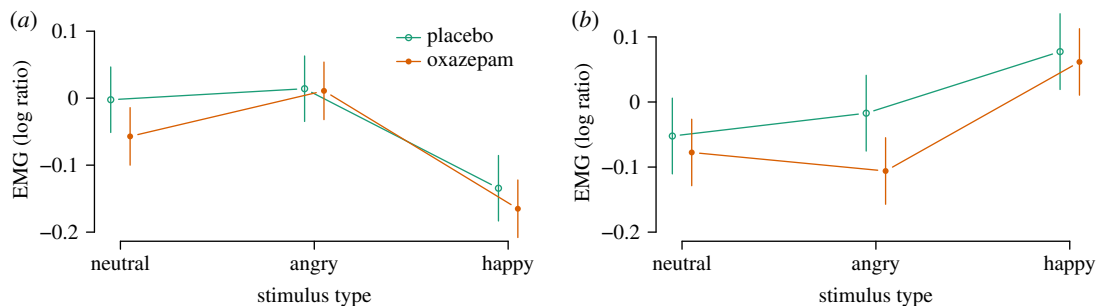 (a)
0.1
0
−0.1
−0.2
EMG (log ratio)
placebo
oxazepam
neutral
angry
happy
stimulus type
(b)
0.1
0
−0.1
−0.2
EMG (log ratio)
neutral
angry
happy
stimulus type